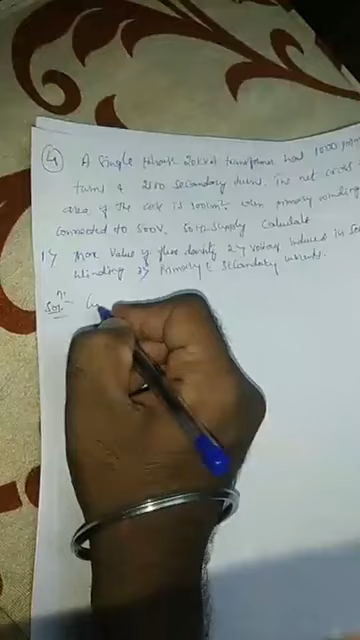 4) A Single phase 20KVA transformer has 1000 prim
turns & 2500 secondary turns. The net cross
area of the core is 100cm². when primary winding
connected to 500V, 50Hz supply Calculate
1) Max value of flux density 2) voltage induced in Sec
winding 3) Primary & Secondary currents.
Sol:-